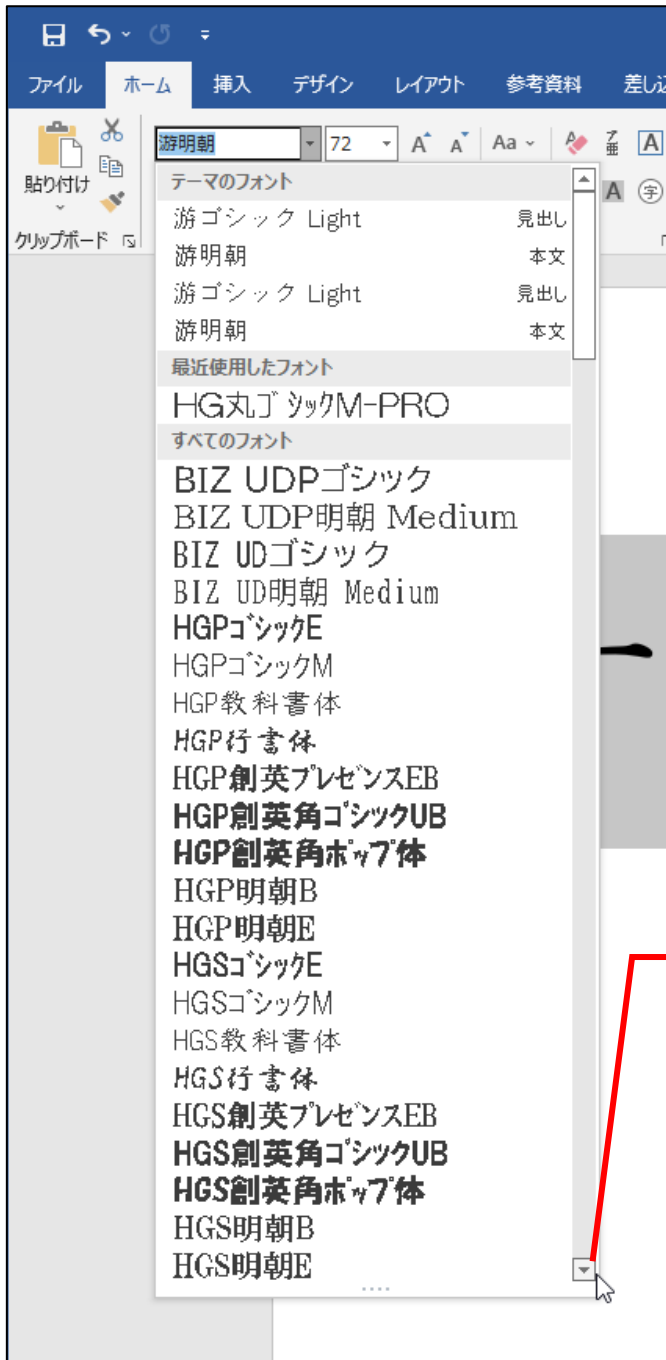 ファイル ホーム 挿入 デザイン レイアウト 参考資料 差し込
游明朝 72 A A Aa ア亜 A
貼り付け A 字
クリップボード
テーマのフォント
游ゴシック Light 見出し
游明朝 本文
游ゴシック Light 見出し
游明朝 本文
最近使用したフォント
HG丸ゴシックM-PRO
すべてのフォント
BIZ UDPゴシック
BIZ UDP明朝 Medium
BIZ UDゴシック
BIZ UD明朝 Medium
HGPゴシックE
HGPゴシックM
HGP教科書体
HGP行書体
HGP創英プレゼンスEB
HGP創英角ゴシックUB
HGP創英角ポップ体
HGP明朝B
HGP明朝E
HGSゴシックE
HGSゴシックM
HGS教科書体
HGS行書体
HGS創英プレゼンスEB
HGS創英角ゴシックUB
HGS創英角ポップ体
HGS明朝B
HGS明朝E